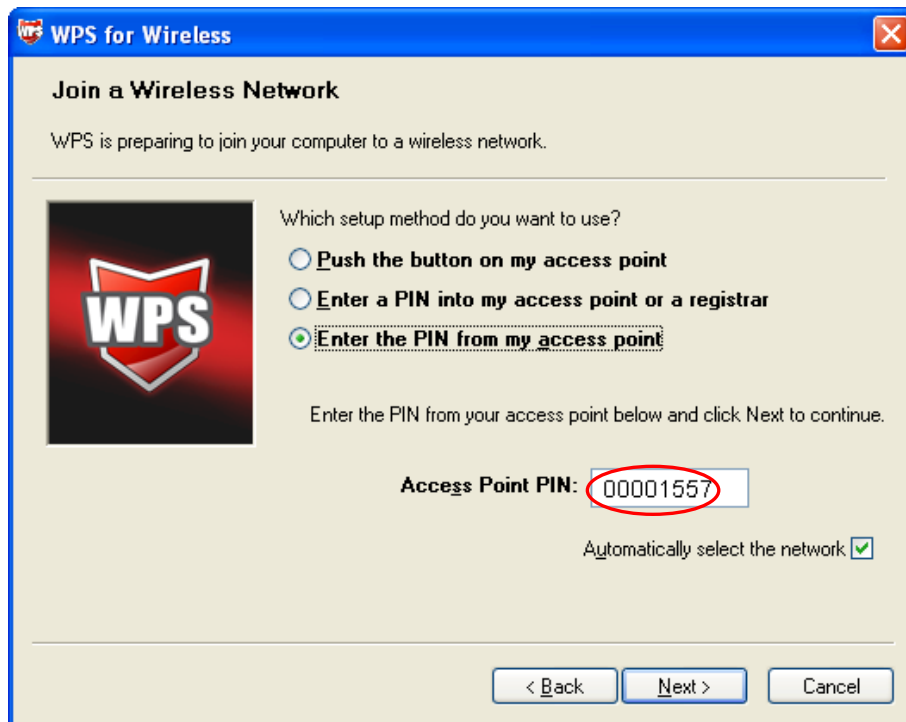 WPS WPS for Wireless
Join a Wireless Network
WPS is preparing to join your computer to a wireless network.
Which setup method do you want to use?
Push the button on my access point
Enter a PIN into my access point or a registrar
Enter the PIN from my access point
WPS
Enter the PIN from your access point below and click Next to continue.
Access Point PIN: 00001557
Automatically select the network
< Back Next > Cancel